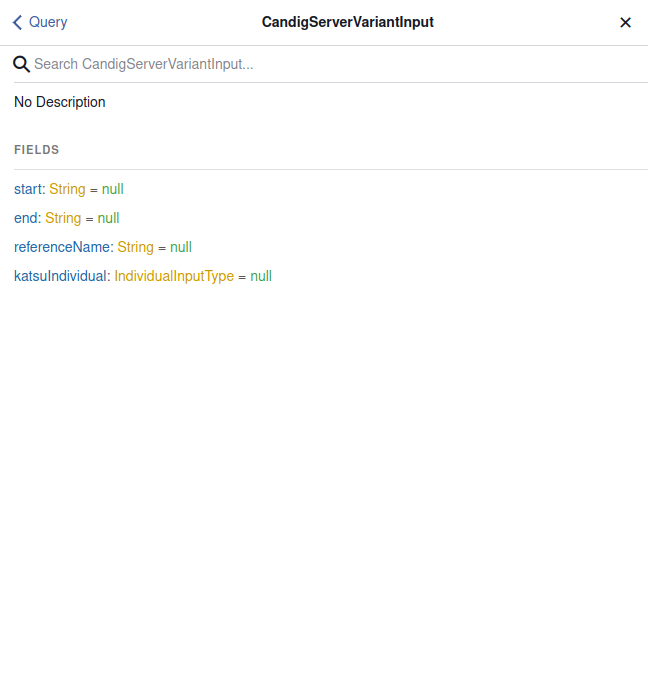 Query
CandigServerVariantInput
Search CandigServerVariantInput...
No Description
FIELDS
start: String = null
end: String = null
referenceName: String = null
katsuIndividual: IndividualInputType = null